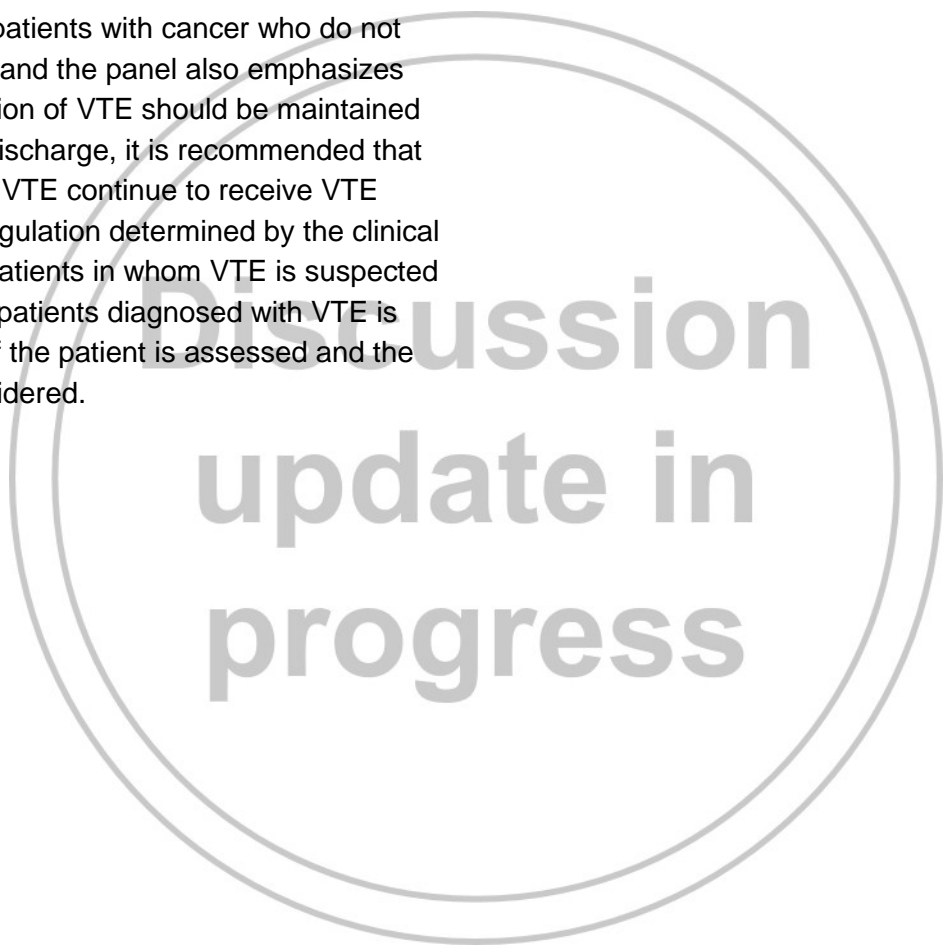 patients with cancer who do not
and the panel also emphasizes
ion of VTE should be maintained
ischarge, it is recommended that
VTE continue to receive VTE
gulation determined by the clinical
atients in whom VTE is suspected
patients diagnosed with VTE is
f the patient is assessed and the
idered.
Discussion
update in
progress